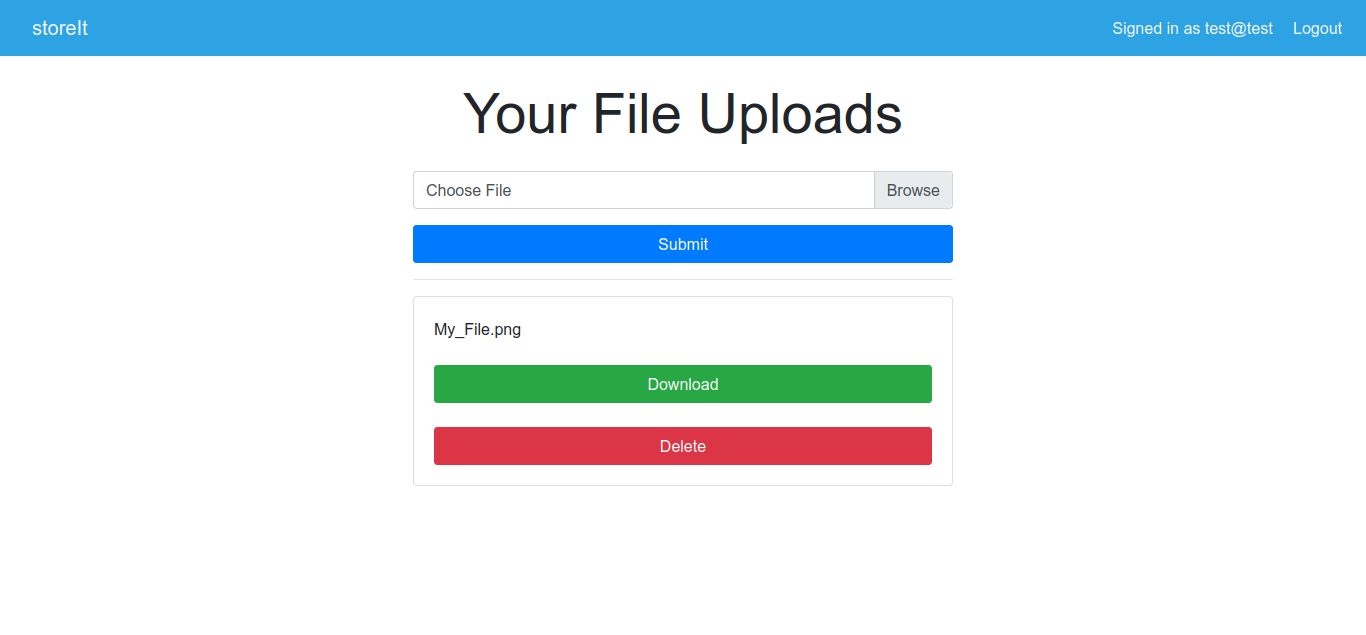 storeIt
Signed in as test@test Logout
Your File Uploads
Choose File Browse
Submit
My_File.png
Download
Delete